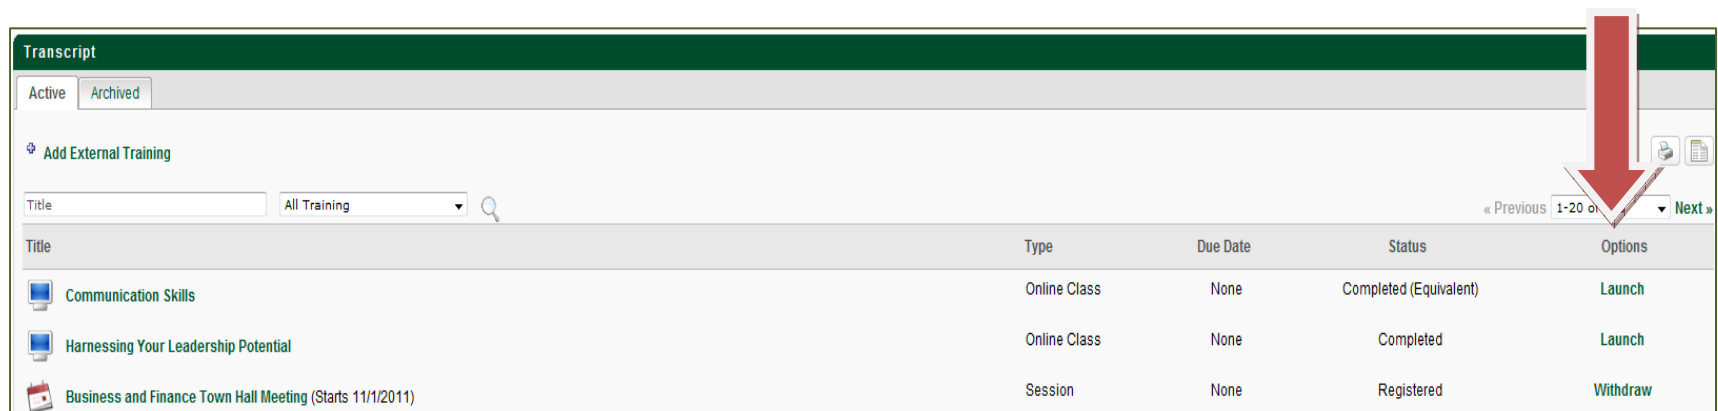 Transcript
Active Archived
Add External Training
Title All Training « Previous 1-20 Next »
Title Type Due Date Status Options
Communication Skills Online Class None Completed (Equivalent) Launch
Harnessing Your Leadership Potential Online Class None Completed Launch
Business and Finance Town Hall Meeting (Starts 11/1/2011) Session None Registered Withdraw